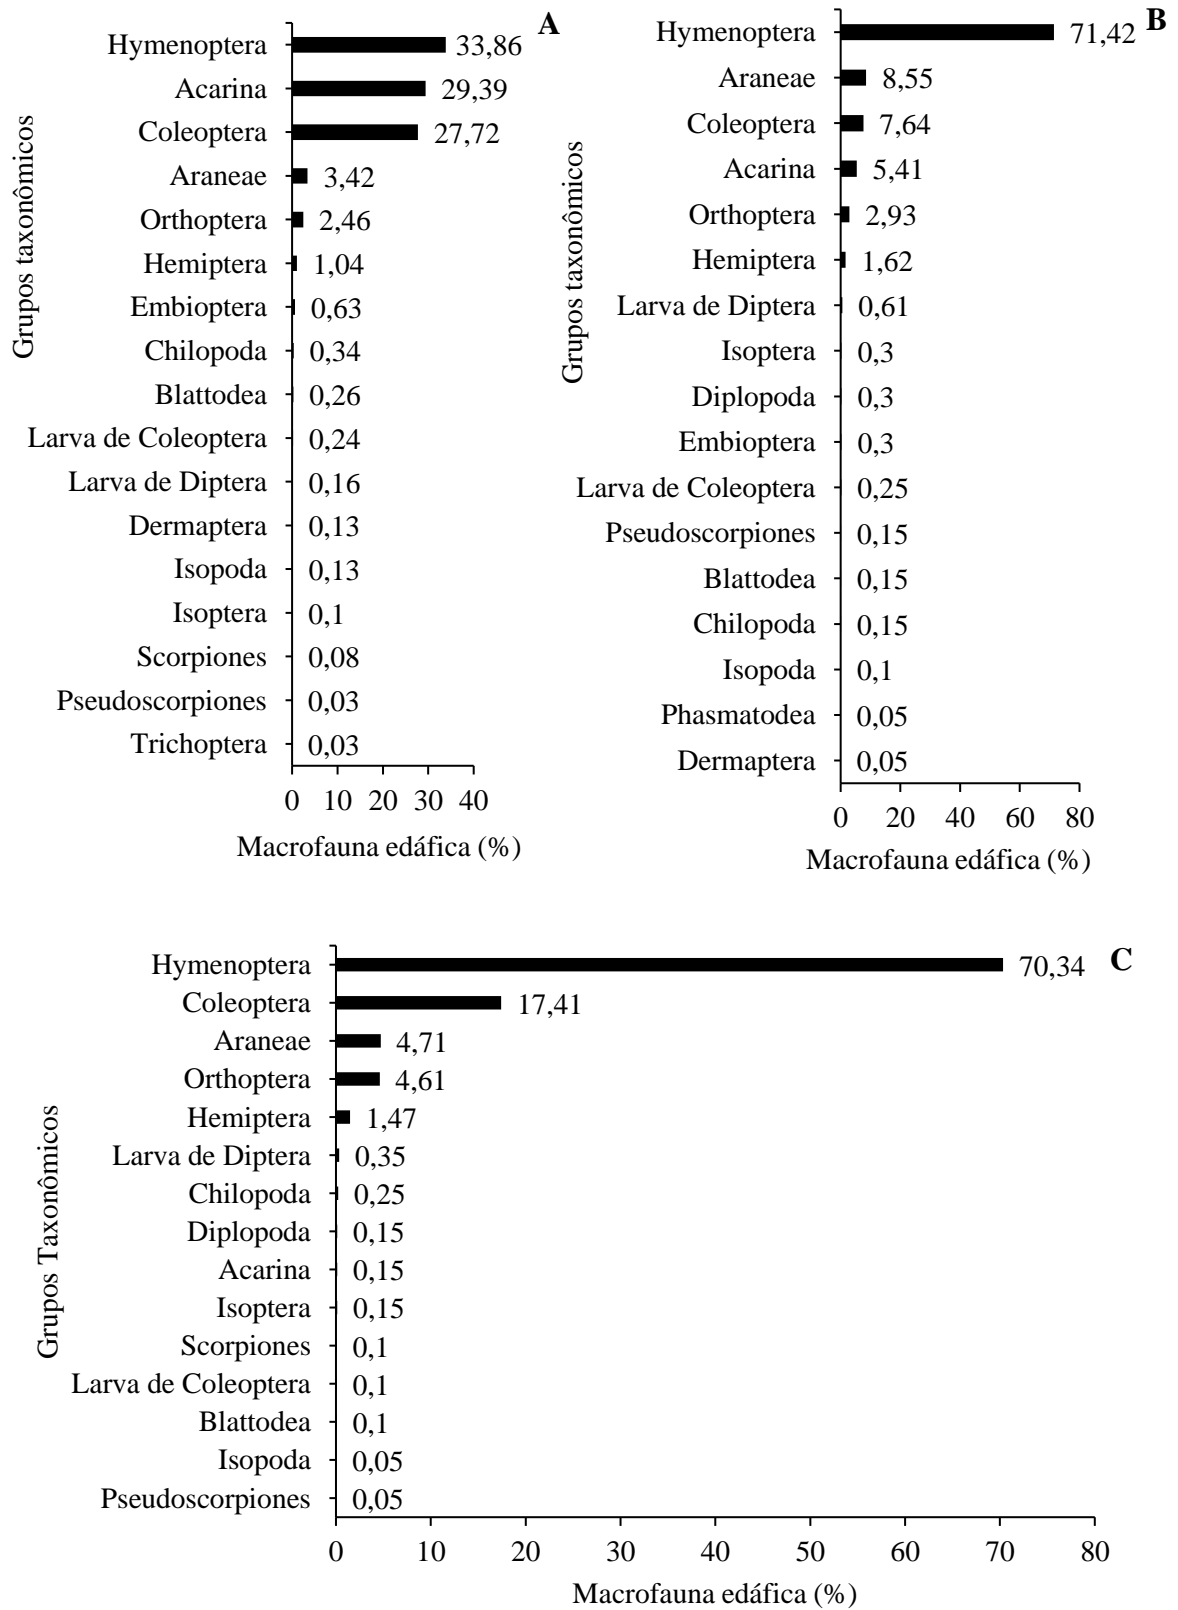 A
Grupos taxonômicos
Hymenoptera 33,86
Acarina 29,39
Coleoptera 27,72
Araneae 3,42
Orthoptera 2,46
Hemiptera 1,04
Embioptera 0,63
Chilopoda 0,34
Blattodea 0,26
Larva de Coleoptera 0,24
Larva de Diptera 0,16
Dermaptera 0,13
Isopoda 0,13
Isoptera 0,1
Scorpiones 0,08
Pseudoscorpiones 0,03
Trichoptera 0,03
0 10 20 30 40
Macrofauna edáfica (%)
B
Grupos taxonômicos
Hymenoptera 71,42
Araneae 8,55
Coleoptera 7,64
Acarina 5,41
Orthoptera 2,93
Hemiptera 1,62
Larva de Diptera 0,61
Isoptera 0,3
Diplopoda 0,3
Embioptera 0,3
Larva de Coleoptera 0,25
Pseudoscorpiones 0,15
Blattodea 0,15
Chilopoda 0,15
Isopoda 0,1
Phasmatodea 0,05
Dermaptera 0,05
0 20 40 60 80
Macrofauna edáfica (%)
C
Grupos Taxonômicos
Hymenoptera 70,34
Coleoptera 17,41
Araneae 4,71
Orthoptera 4,61
Hemiptera 1,47
Larva de Diptera 0,35
Chilopoda 0,25
Diplopoda 0,15
Acarina 0,15
Isoptera 0,15
Scorpiones 0,1
Larva de Coleoptera 0,1
Blattodea 0,1
Isopoda 0,05
Pseudoscorpiones 0,05
0 10 20 30 40 50 60 70 80
Macrofauna edáfica (%)